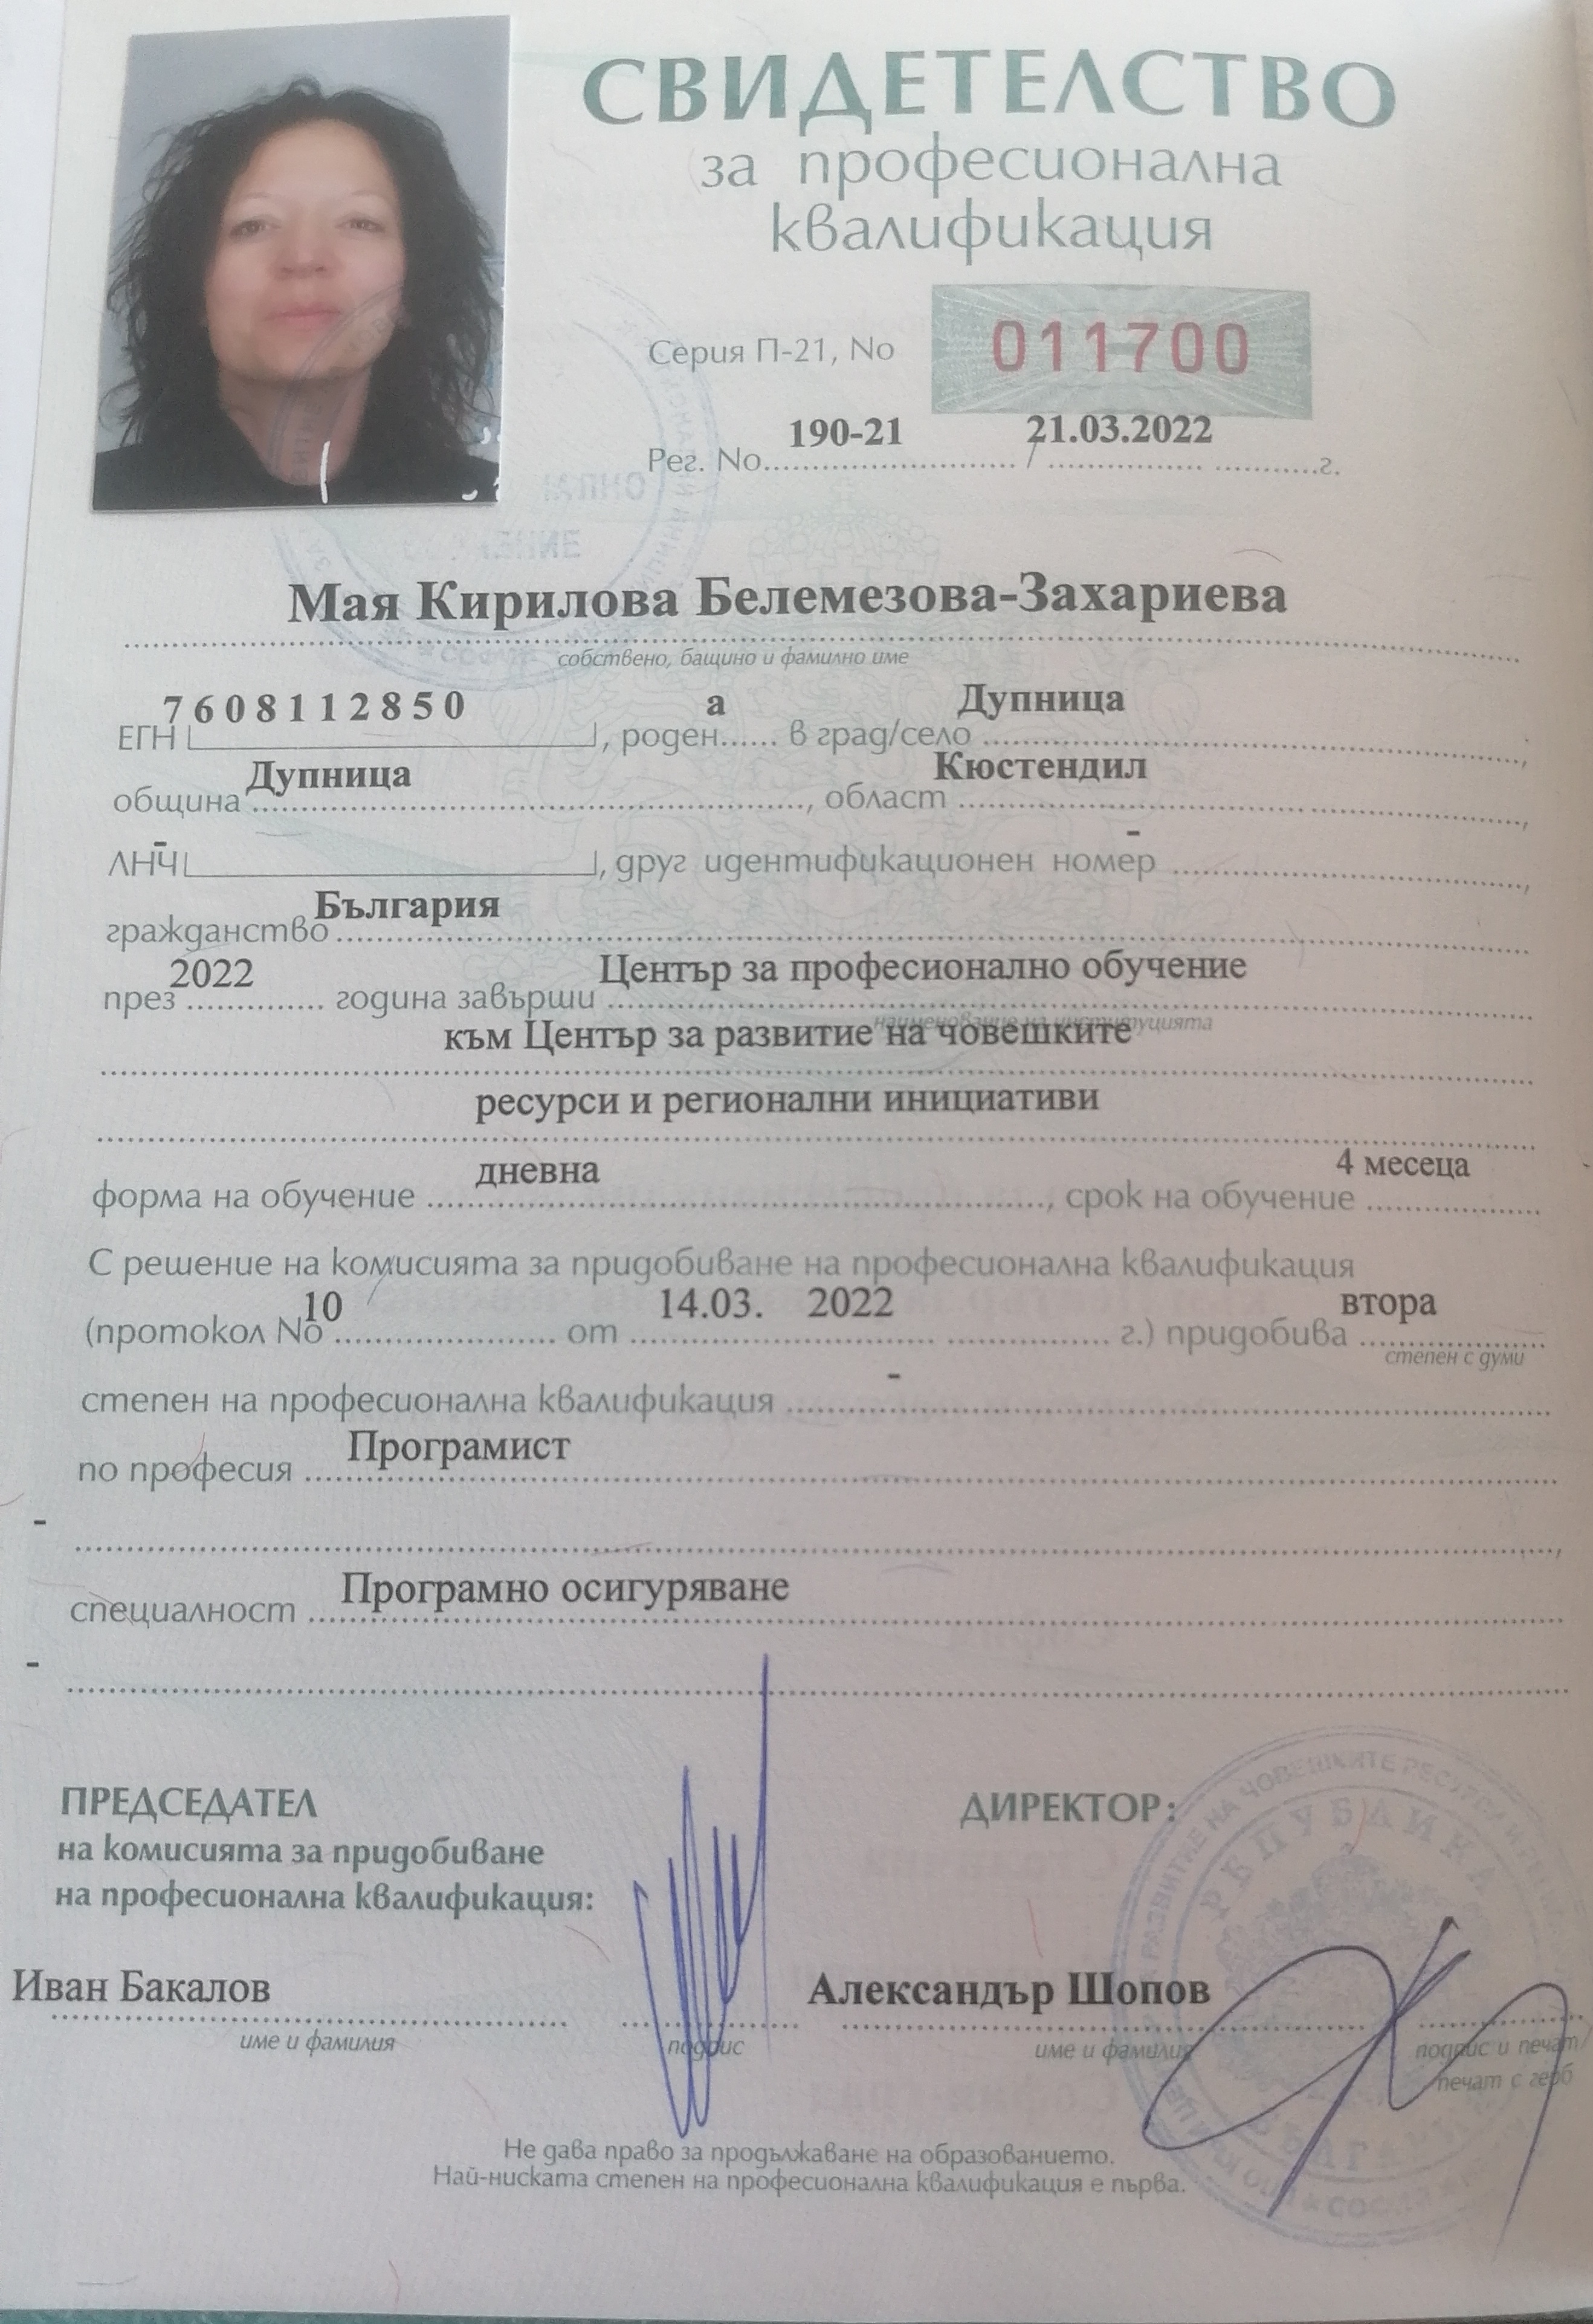 СВИДЕТЕЛСТВО
за професионална
квалификация
Серия П-21, No 011700
190-21 21.03.2022
Рег. No / г.
Мая Кирилова Белемезова-Захариева
собствено, бащино и фамилно име
7608112850 а Дупница
ЕГН , роден в град/село ,
Дупница Кюстендил
община , област ,
- -
ЛНЧ , друг идентификационен номер ,
България
гражданство
2022 Център за професионално обучение
през година завърши
наименование на институцията
към Център за развитие на човешките
ресурси и регионални инициативи
дневна 4 месеца
форма на обучение , срок на обучение
С решение на комисията за придобиване на професионална квалификация
10 14.03. 2022 втора
(протокол No от г.) придобива
степен с думи
-
степен на професионална квалификация
Програмист
по професия
-
Програмно осигуряване
специалност
-
ПРЕДСЕДАТЕЛ ДИРЕКТОР:
на комисията за придобиване
на професионална квалификация:
Иван Бакалов Александър Шопов
име и фамилия подпис име и фамилия подпис и печат/
печат с герб
РЕПУБЛИКА
Не дава право за продължаване на образованието.
Най-ниската степен на професионална квалификация е първа.